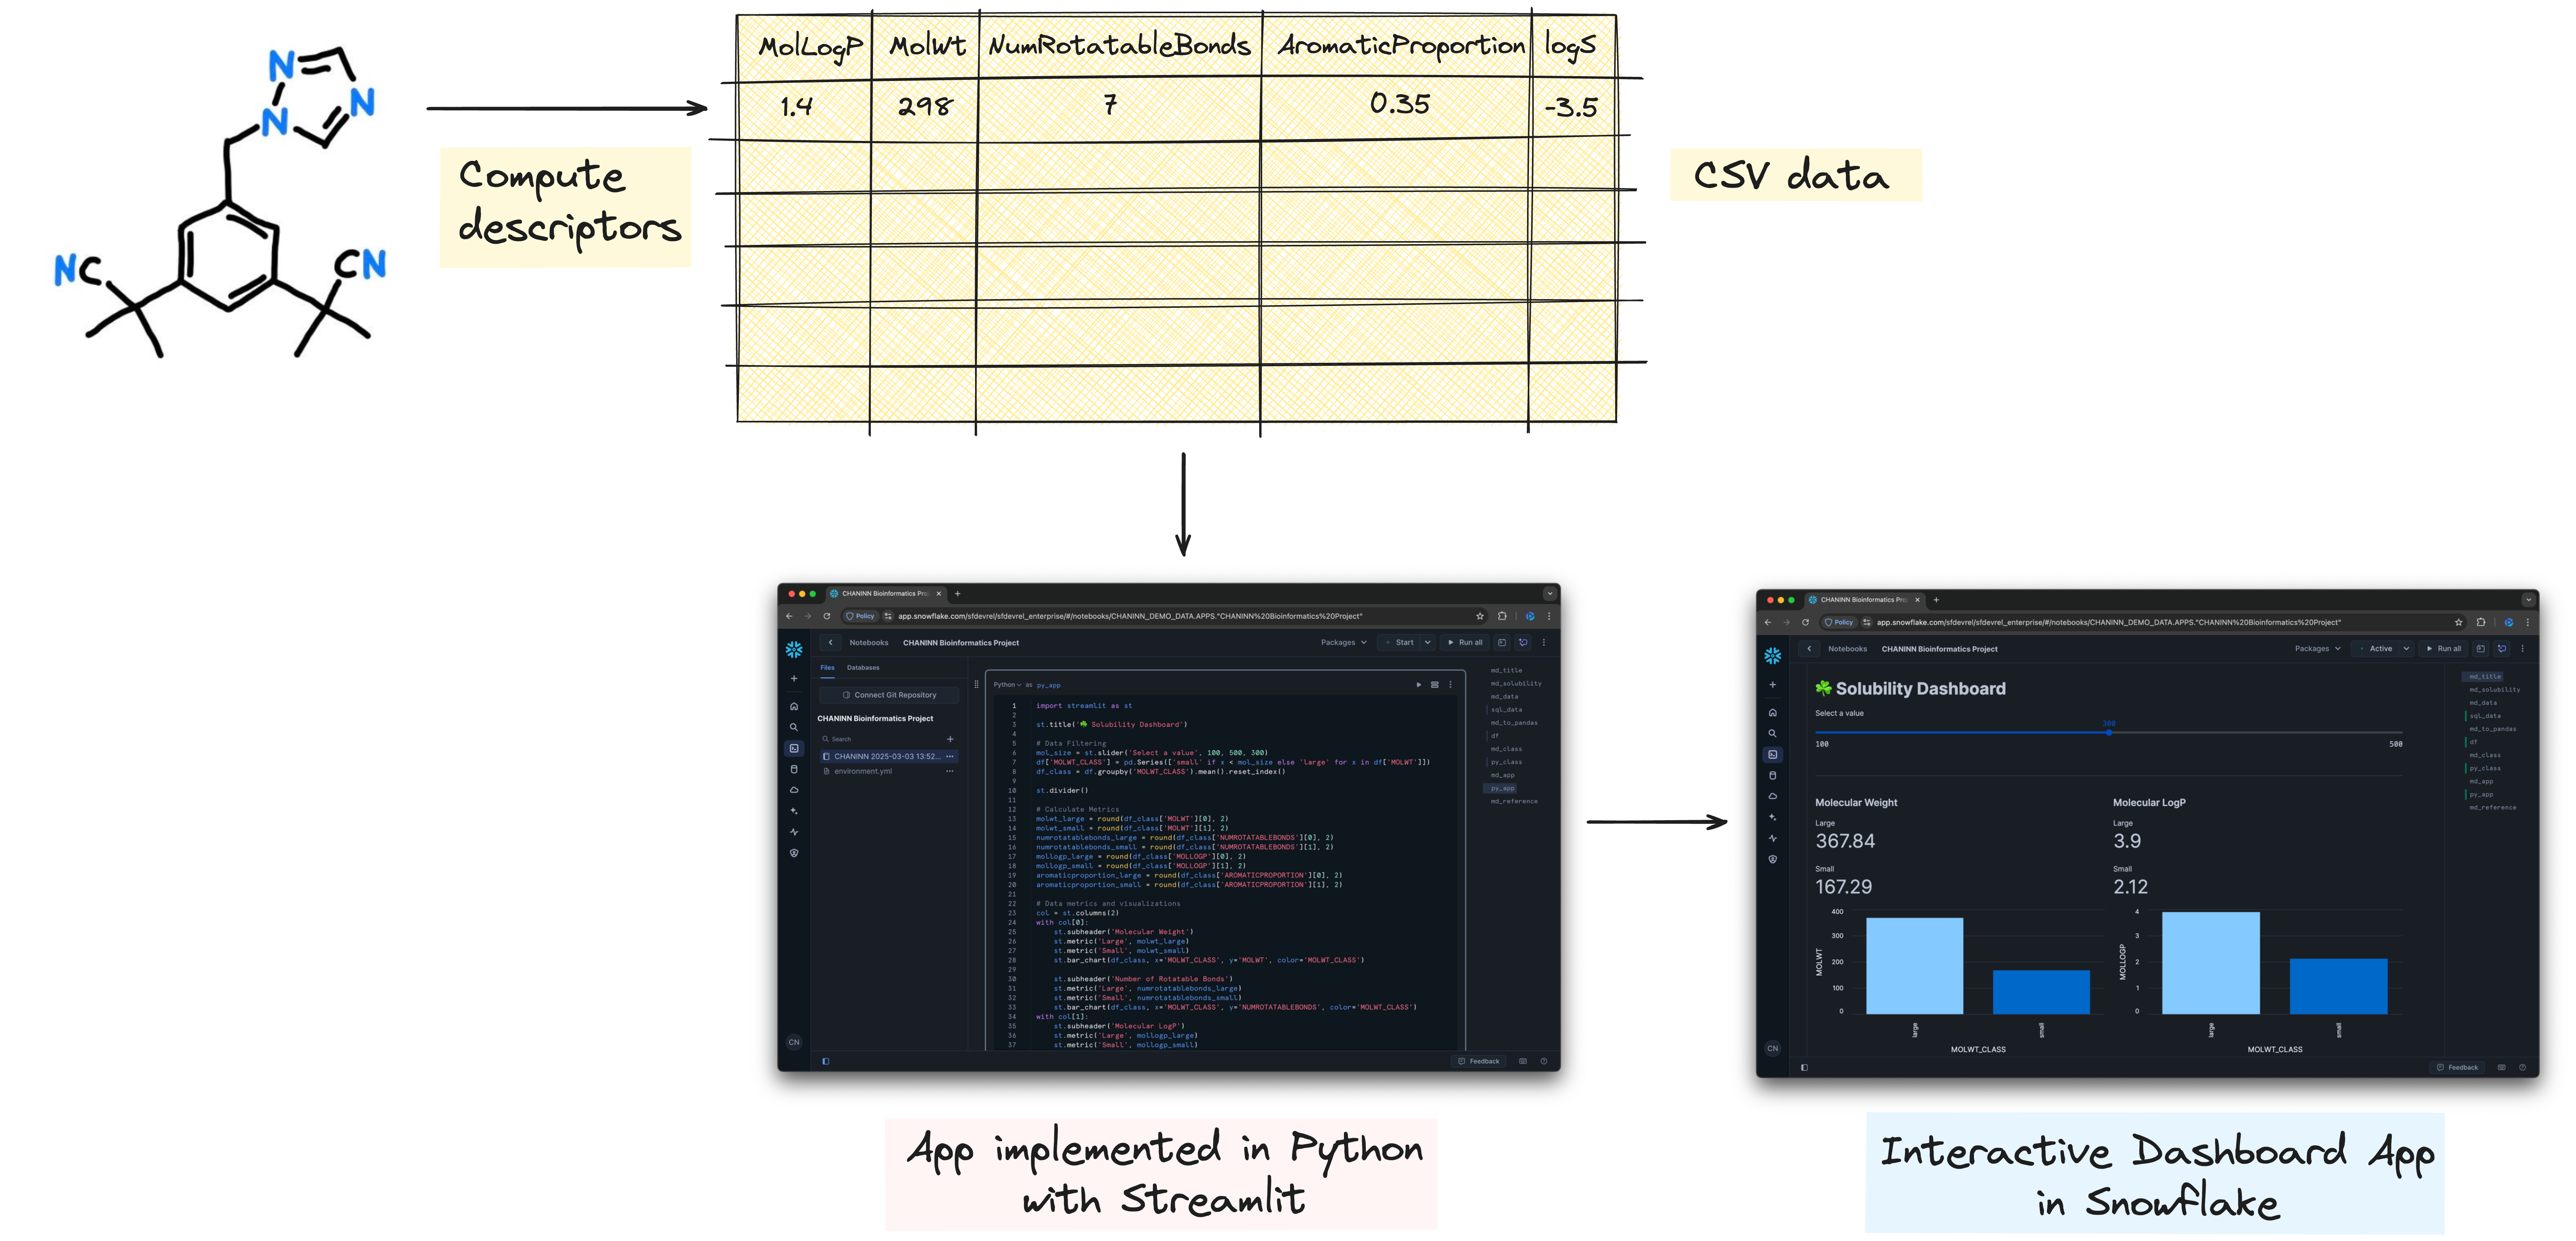 N
N
N
N
NC
CN
Compute
descriptors
MolLogP MolWt NumRotatableBonds AromaticProportion logS
1.4 298 7 0.35 -3.5
CSV data
CHANINN Bioinformatics Pro
Policy app.snowflake.com/sfdevrel/sfdevrel_enterprise/#/notebooks/CHANINN_DEMO_DATA.APPS."CHANINN%20Bioinformatics%20Project"
Notebooks CHANINN Bioinformatics Project Packages Start Run all
Files Databases
Connect Git Repository
CHANINN Bioinformatics Project
Search
CHANINN 2025-03-03 13:52...
environment.yml
CN
Python as py_app
1 import streamlit as st
2
3 st.title('☘️ Solubility Dashboard')
4
5 # Data Filtering
6 mol_size = st.slider('Select a value', 100, 500, 300)
7 df['MOLWT_CLASS'] = pd.Series(['small' if x < mol_size else 'large' for x in df['MOLWT']])
8 df_class = df.groupby('MOLWT_CLASS').mean().reset_index()
9
10 st.divider()
11
12 # Calculate Metrics
13 molwt_large = round(df_class['MOLWT'][0], 2)
14 molwt_small = round(df_class['MOLWT'][1], 2)
15 numrotatablebonds_large = round(df_class['NUMROTATABLEBONDS'][0], 2)
16 numrotatablebonds_small = round(df_class['NUMROTATABLEBONDS'][1], 2)
17 mollogp_large = round(df_class['MOLLOGP'][0], 2)
18 mollogp_small = round(df_class['MOLLOGP'][1], 2)
19 aromaticproportion_large = round(df_class['AROMATICPROPORTION'][0], 2)
20 aromaticproportion_small = round(df_class['AROMATICPROPORTION'][1], 2)
21
22 # Data metrics and visualizations
23 col = st.columns(2)
24 with col[0]:
25 st.subheader('Molecular Weight')
26 st.metric('Large', molwt_large)
27 st.metric('Small', molwt_small)
28 st.bar_chart(df_class, x='MOLWT_CLASS', y='MOLWT', color='MOLWT_CLASS')
29
30 st.subheader('Number of Rotatable Bonds')
31 st.metric('Large', numrotatablebonds_large)
32 st.metric('Small', numrotatablebonds_small)
33 st.bar_chart(df_class, x='MOLWT_CLASS', y='NUMROTATABLEBONDS', color='MOLWT_CLASS')
34 with col[1]:
35 st.subheader('Molecular LogP')
36 st.metric('Large', mollogp_large)
37 st.metric('Small', mollogp_small)
md_title
md_solubility
md_data
sql_data
md_to_pandas
df
md_class
py_class
md_app
py_app
md_reference
Feedback
App implemented in Python
with Streamlit
CHANINN Bioinformatics Pro
Policy app.snowflake.com/sfdevrel/sfdevrel_enterprise/#/notebooks/CHANINN_DEMO_DATA.APPS."CHANINN%20Bioinformatics%20Project"
Notebooks CHANINN Bioinformatics Project Packages Active Run all
☘️ Solubility Dashboard
Select a value
300
100 500
Molecular Weight
Large
367.84
Small
167.29
400
300
200
100
0
MOLWT
large small
MOLWT_CLASS
Molecular LogP
Large
3.9
Small
2.12
4
3
2
1
0
MOLLOGP
large small
MOLWT_CLASS
CN
md_title
md_solubility
md_data
sql_data
md_to_pandas
df
md_class
py_class
md_app
py_app
md_reference
Feedback
Interactive Dashboard App
in Snowflake